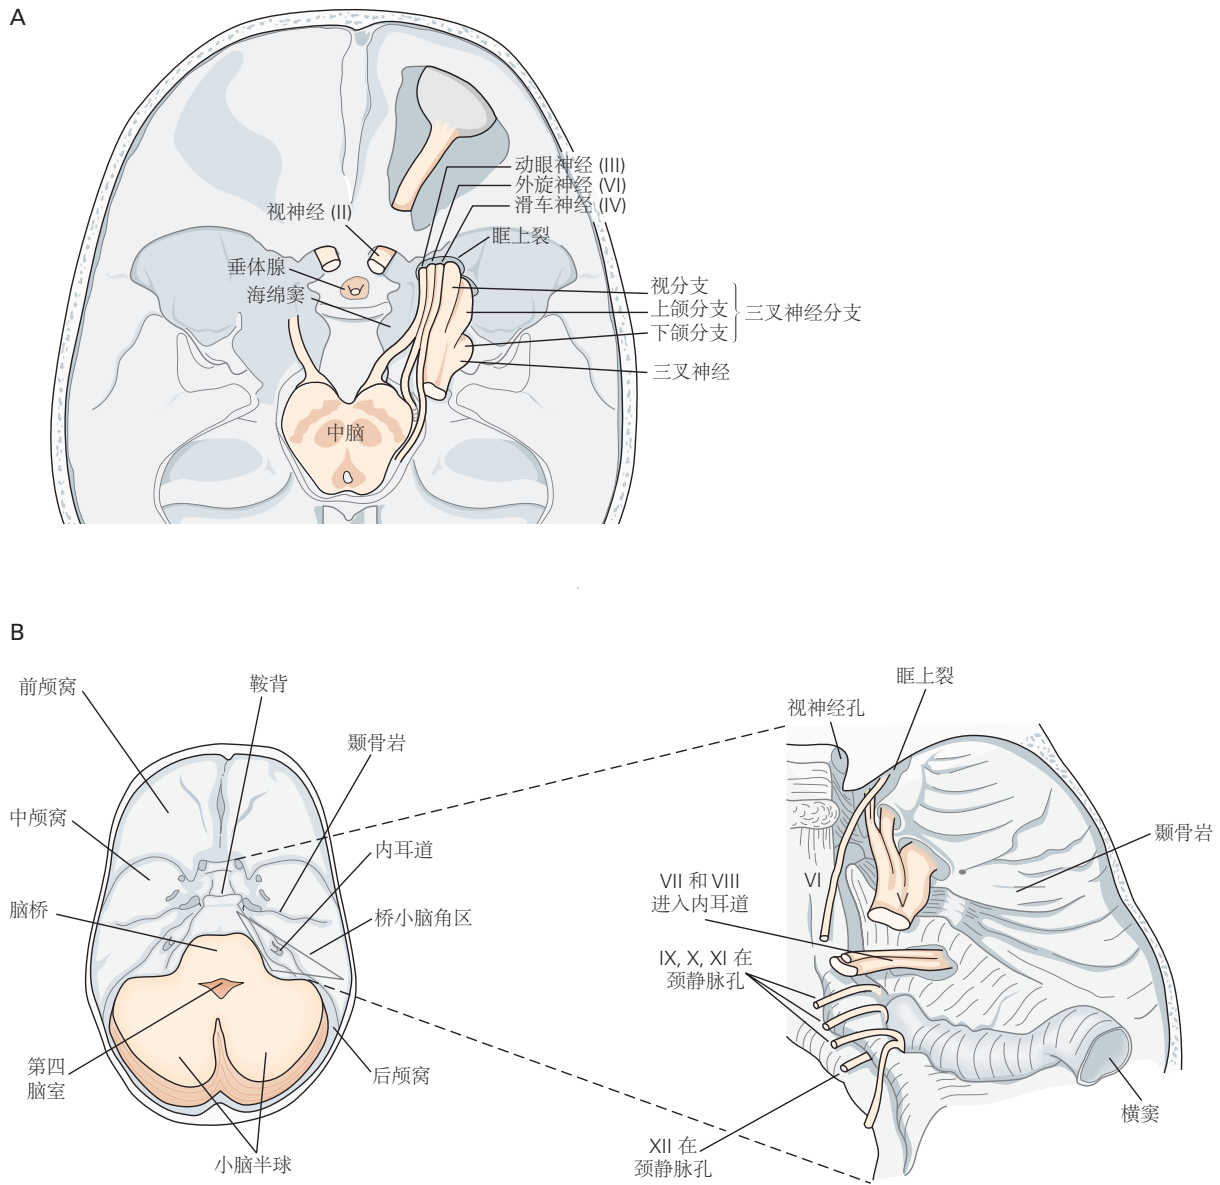 A
动眼神经 (III)
外旋神经 (VI)
滑车神经 (IV)
视神经 (II)
眶上裂
垂体腺
海绵窦
视分支
上颌分支
下颌分支
三叉神经分支
三叉神经
中脑
B
前颅窝
鞍背
颞骨岩
中颅窝
内耳道
脑桥
桥小脑角区
第四
脑室
后颅窝
小脑半球
眶上裂
视神经孔
颞骨岩
VI
V
VII 和 VIII
进入内耳道
IX, X, XI 在
颈静脉孔
横窦
XII 在
颈静脉孔